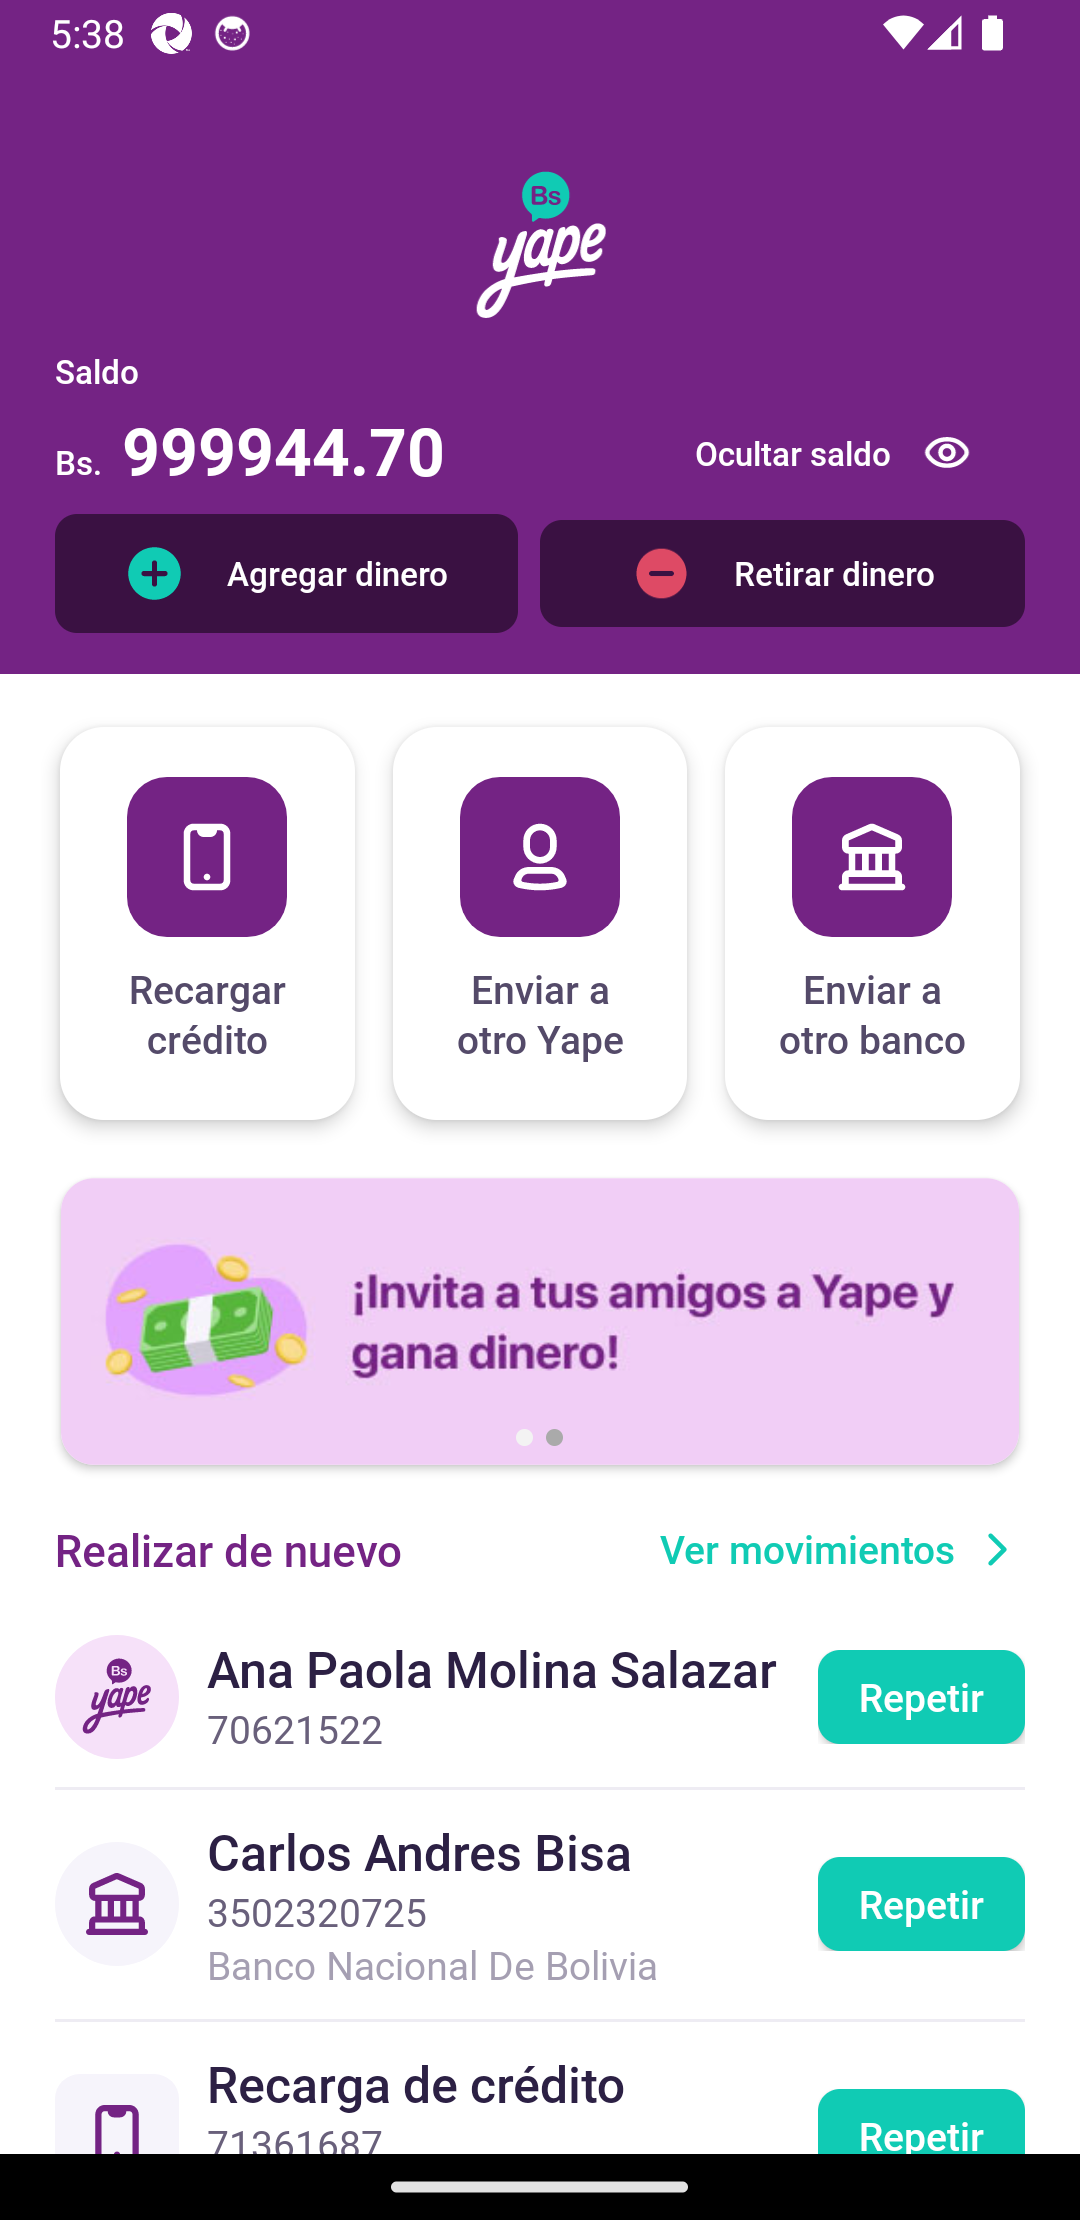 5:38
Bs
yape
Saldo
Bs. 999944.70
Ocultar saldo
Agregar dinero
Retirar dinero
Recargar
crédito
Enviar a
otro Yape
Enviar a
otro banco
¡Invita a tus amigos a Yape y
gana dinero!
Realizar de nuevo
Ver movimientos
Bs
yape
Ana Paola Molina Salazar
70621522
Repetir
Carlos Andres Bisa
3502320725
Banco Nacional De Bolivia
Repetir
Recarga de crédito
71361687
Repetir